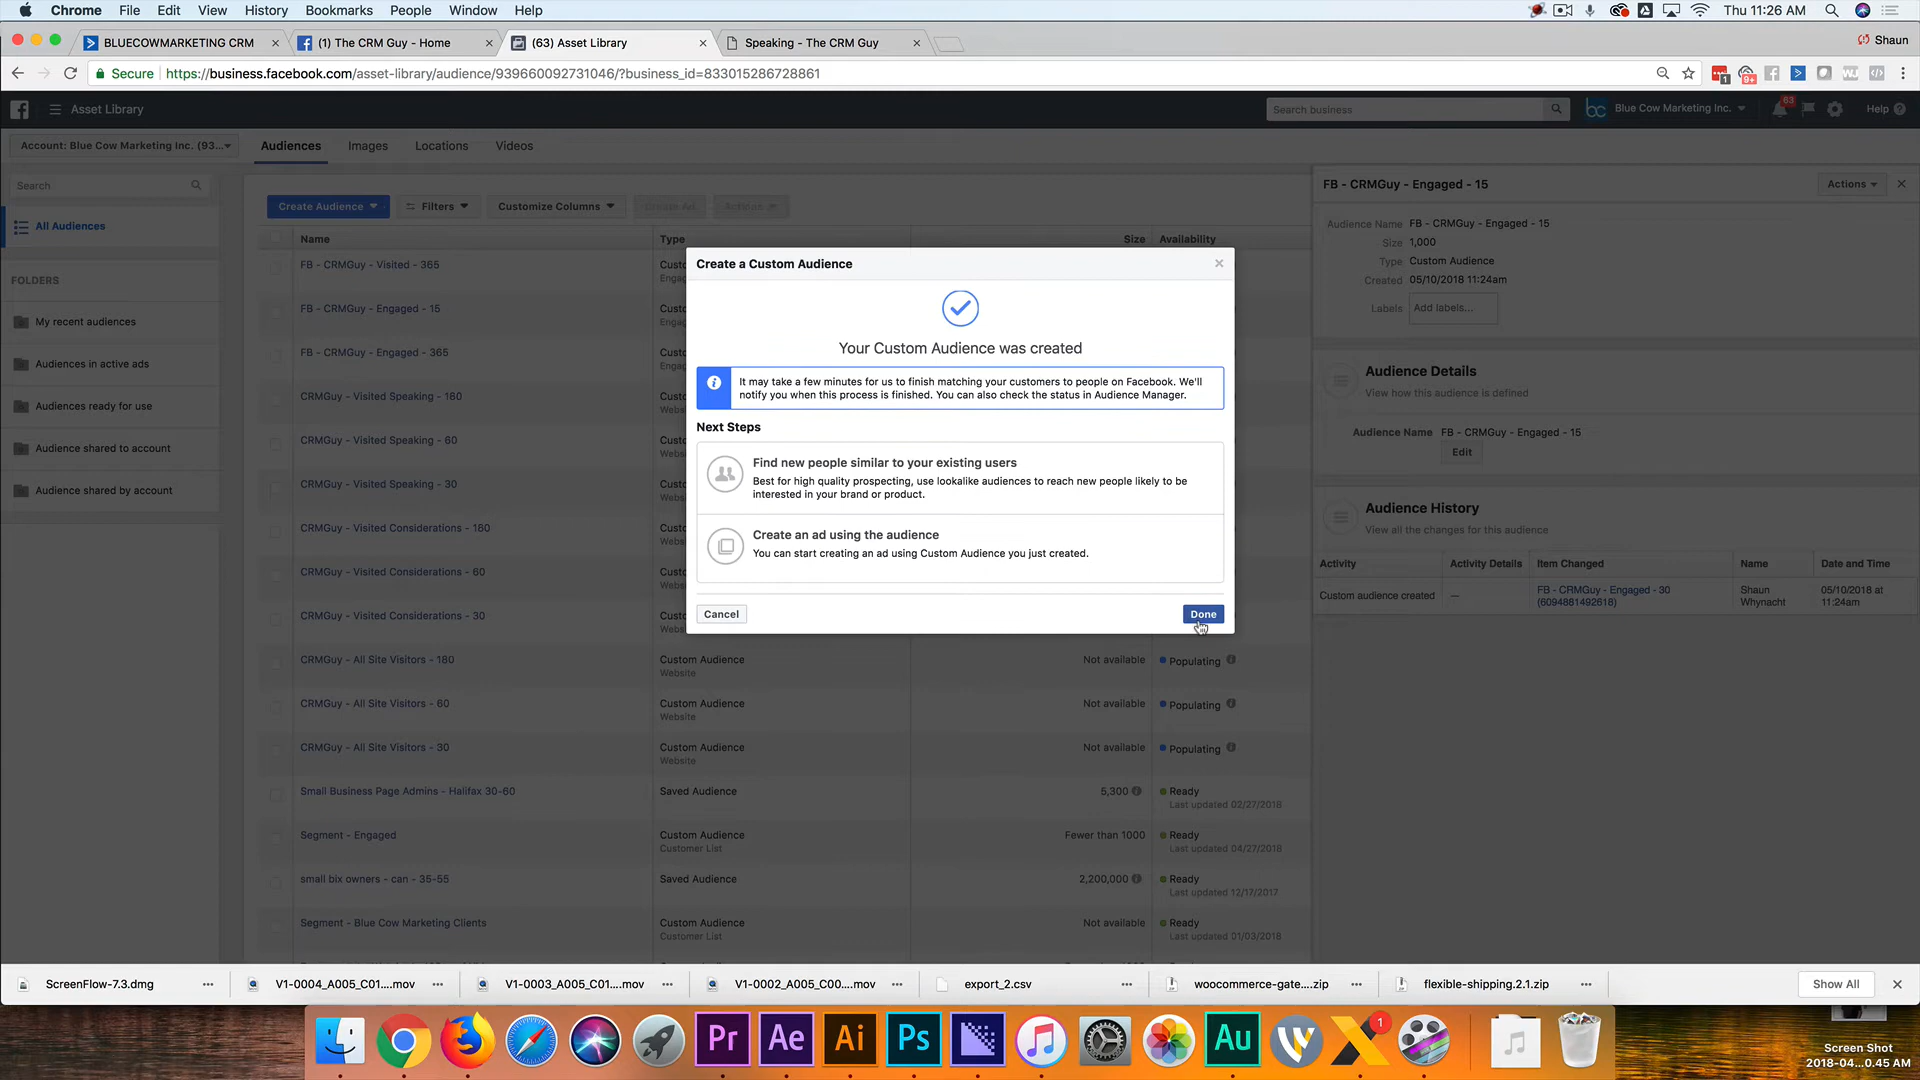 Chrome File Edit View History Bookmarks People Window Help Thu 11:26 AM
BLUECOWMARKETING CRM (1) The CRM Guy - Home (63) Asset Library Speaking - The CRM Guy Shaun
Secure https://business.facebook.com/asset-library/audience/939660092731046/?business_id=833015286728861
1 9+
Asset Library Search business bc Blue Cow Marketing Inc. 63 Help
Account: Blue Cow Marketing Inc. (93... Audiences Images Locations Videos
Search
All Audiences
FOLDERS
My recent audiences
Audiences in active ads
Audiences ready for use
Audience shared to account
Audience shared by account
Create Audience Filters Customize Columns Create Ad Actions
Name Type Size Availability
FB - CRMGuy - Visited - 365
FB - CRMGuy - Engaged - 15
FB - CRMGuy - Engaged - 365
CRMGuy - Visited Speaking - 180
CRMGuy - Visited Speaking - 60
CRMGuy - Visited Speaking - 30
CRMGuy - Visited Considerations - 180
CRMGuy - Visited Considerations - 60
CRMGuy - Visited Considerations - 30
CRMGuy - All Site Visitors - 180 Custom Audience Not available Populating
Website
CRMGuy - All Site Visitors - 60 Custom Audience Not available Populating
Website
CRMGuy - All Site Visitors - 30 Custom Audience Not available Populating
Website
Small Business Page Admins - Halifax 30-60 Saved Audience 5,300 Ready
Last updated 02/27/2018
Segment - Engaged Custom Audience Fewer than 1000 Ready
Customer List Last updated 04/27/2018
small bix owners - can - 35-55 Saved Audience 2,200,000 Ready
Last updated 12/17/2017
Segment - Blue Cow Marketing Clients Custom Audience Not available Ready
Customer List Last updated 01/03/2018
Create a Custom Audience
Your Custom Audience was created
It may take a few minutes for us to finish matching your customers to people on Facebook. We'll
notify you when this process is finished. You can also check the status in Audience Manager.
Next Steps
Find new people similar to your existing users
Best for high quality prospecting, use lookalike audiences to reach new people likely to be
interested in your brand or product.
Create an ad using the audience
You can start creating an ad using Custom Audience you just created.
Cancel Done
FB - CRMGuy - Engaged - 15 Actions
Audience Name FB - CRMGuy - Engaged - 15
Size 1,000
Type Custom Audience
Created 05/10/2018 11:24am
Labels Add labels...
Audience Details
View how this audience is defined
Audience Name FB - CRMGuy - Engaged - 15
Edit
Audience History
View all the changes for this audience
Activity Activity Details Item Changed Name Date and Time
Custom audience created — FB - CRMGuy - Engaged - 30 Shaun 05/10/2018 at
(6094881492618) Whynacht 11:24am
ScreenFlow-7.3.dmg V1-0004_A005_C01....mov V1-0003_A005_C01....mov V1-0002_A005_C00....mov export_2.csv woocommerce-gate....zip flexible-shipping.2.1.zip Show All
Pr Ae Ai Ps Au 1
Screen Shot
2018-04...0.45 AM